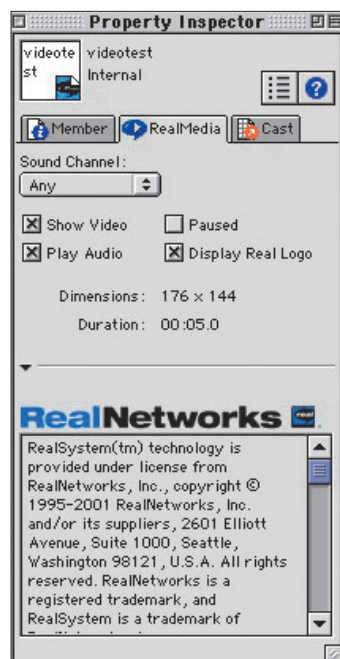 Property Inspector
videote
st
videotest
Internal
Member
RealMedia
Cast
Sound Channel:
Any
Show Video
Paused
Play Audio
Display Real Logo
Dimensions: 176 x 144
Duration: 00:05.0
RealNetworks real
RealSystem(tm) technology is
provided under license from
RealNetworks, Inc., copyright ©
1995-2001 RealNetworks, Inc.
and/or its suppliers, 2601 Elliott
Avenue, Suite 1000, Seattle,
Washington 98121, U.S.A. All rights
reserved. RealNetworks is a
registered trademark, and
RealSystem is a trademark of